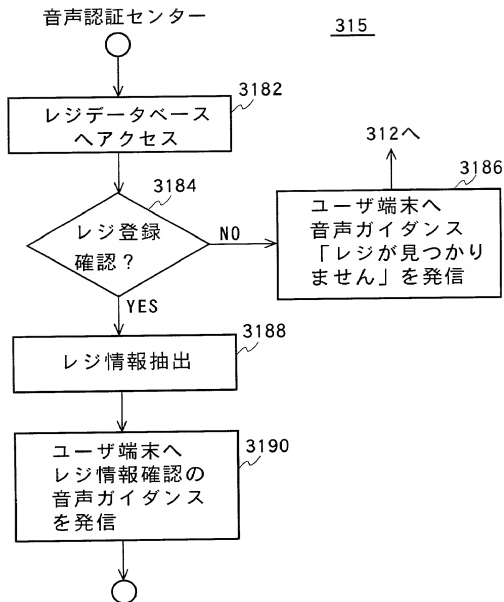 音声認証センター
315
3182
レジデータベース
へアクセス
3184
レジ登録
確認？
NO
YES
312へ
3186
ユーザ端末へ
音声ガイダンス
「レジが見つかり
ません」を発信
3188
レジ情報抽出
3190
ユーザ端末へ
レジ情報確認の
音声ガイダンス
を発信